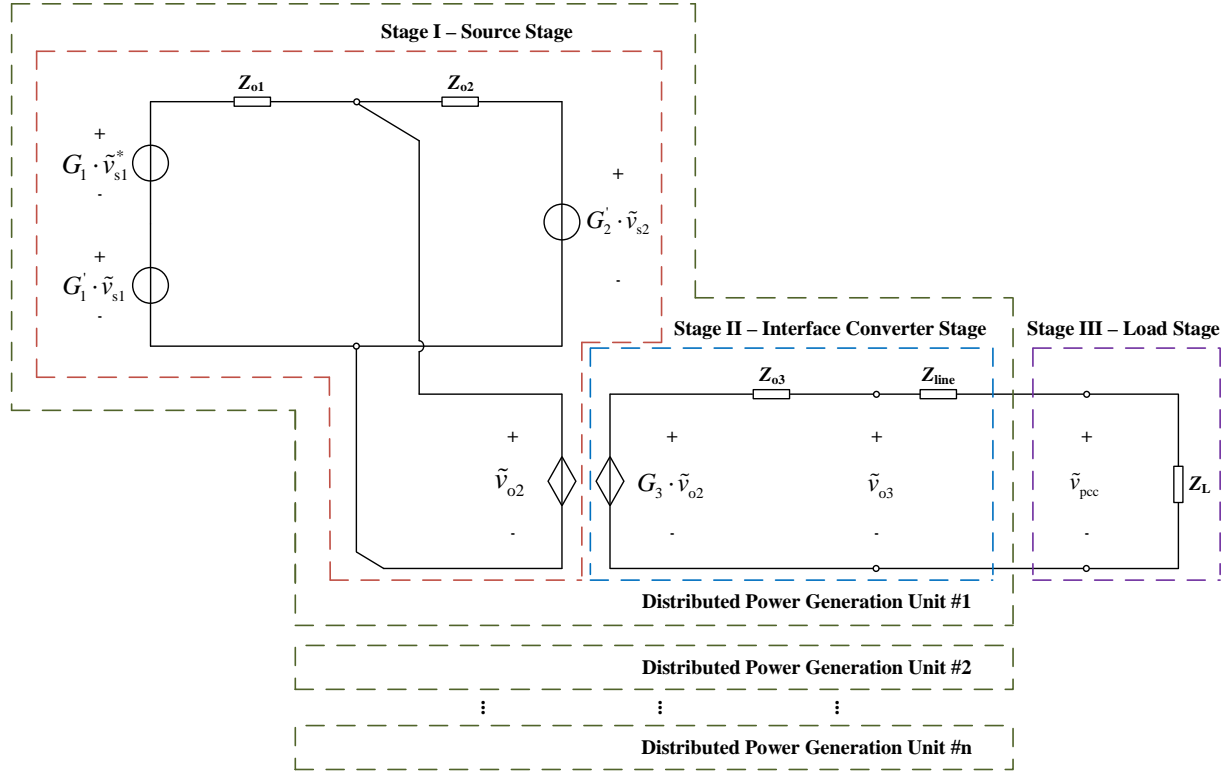 Stage I – Source Stage
Zo1
Zo2
+
G1 · ṽ*s1
-
+
G'1 · ṽs1
-
+
G'2 · ṽs2
-
Stage II – Interface Converter Stage
Stage III – Load Stage
Zo3
Zline
+
ṽo2
-
+
G3 · ṽo2
-
+
ṽo3
-
+
ṽpcc
-
ZL
Distributed Power Generation Unit #1
Distributed Power Generation Unit #2
⋮ ⋮ ⋮
Distributed Power Generation Unit #n